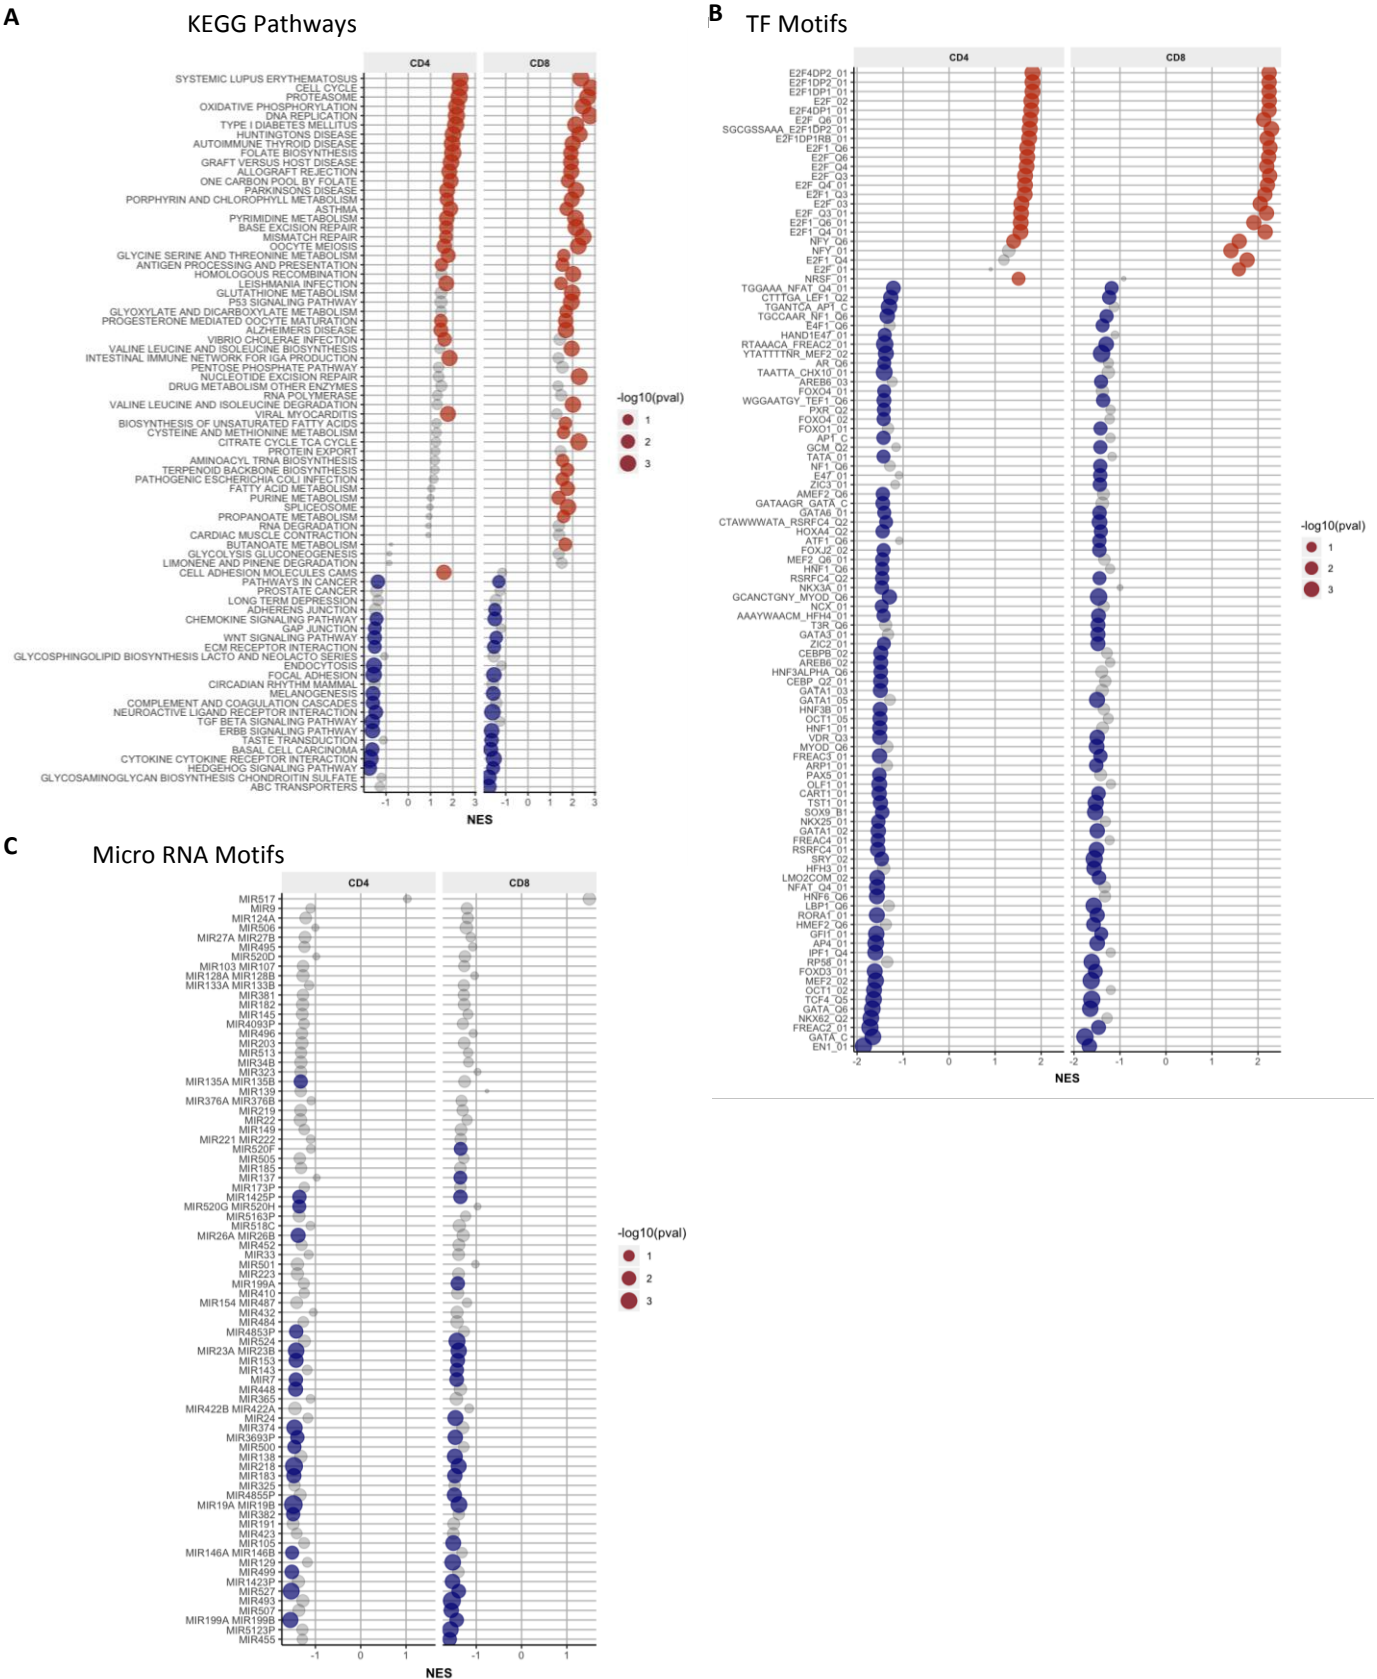 A
KEGG Pathways
CD4
CD8
SYSTEMIC LUPUS ERYTHEMATOSUS
CELL CYCLE
PROTEASOME
OXIDATIVE PHOSPHORYLATION
DNA REPLICATION
TYPE I DIABETES MELLITUS
HUNTINGTONS DISEASE
AUTOIMMUNE THYROID DISEASE
FOLATE BIOSYNTHESIS
GRAFT VERSUS HOST DISEASE
ALLOGRAFT REJECTION
ONE CARBON POOL BY FOLATE
PARKINSONS DISEASE
PORPHYRIN AND CHLOROPHYLL METABOLISM
ASTHMA
PYRIMIDINE METABOLISM
BASE EXCISION REPAIR
MISMATCH REPAIR
OOCYTE MEIOSIS
GLYCINE SERINE AND THREONINE METABOLISM
ANTIGEN PROCESSING AND PRESENTATION
HOMOLOGOUS RECOMBINATION
LEISHMANIA INFECTION
GLUTATHIONE METABOLISM
P53 SIGNALING PATHWAY
GLYOXYLATE AND DICARBOXYLATE METABOLISM
PROGESTERONE MEDIATED OOCYTE MATURATION
ALZHEIMERS DISEASE
VIBRIO CHOLERAE INFECTION
VALINE LEUCINE AND ISOLEUCINE BIOSYNTHESIS
INTESTINAL IMMUNE NETWORK FOR IGA PRODUCTION
PENTOSE PHOSPHATE PATHWAY
NUCLEOTIDE EXCISION REPAIR
DRUG METABOLISM OTHER ENZYMES
RNA POLYMERASE
VALINE LEUCINE AND ISOLEUCINE DEGRADATION
VIRAL MYOCARDITIS
BIOSYNTHESIS OF UNSATURATED FATTY ACIDS
CYSTEINE AND METHIONINE METABOLISM
CITRATE CYCLE TCA CYCLE
PROTEIN EXPORT
AMINOACYL TRNA BIOSYNTHESIS
TERPENOID BACKBONE BIOSYNTHESIS
PATHOGENIC ESCHERICHIA COLI INFECTION
FATTY ACID METABOLISM
PURINE METABOLISM
SPLICEOSOME
PROPANOATE METABOLISM
RNA DEGRADATION
CARDIAC MUSCLE CONTRACTION
BUTANOATE METABOLISM
GLYCOLYSIS GLUCONEOGENESIS
LIMONENE AND PINENE DEGRADATION
CELL ADHESION MOLECULES CAMS
PATHWAYS IN CANCER
PROSTATE CANCER
LONG TERM DEPRESSION
ADHERENS JUNCTION
CHEMOKINE SIGNALING PATHWAY
GAP JUNCTION
WNT SIGNALING PATHWAY
ECM RECEPTOR INTERACTION
GLYCOSPHINGOLIPID BIOSYNTHESIS LACTO AND NEOLACTO SERIES
ENDOCYTOSIS
FOCAL ADHESION
CIRCADIAN RHYTHM MAMMAL
MELANOGENESIS
COMPLEMENT AND COAGULATION CASCADES
NEUROACTIVE LIGAND RECEPTOR INTERACTION
TGF BETA SIGNALING PATHWAY
ERBB SIGNALING PATHWAY
TASTE TRANSDUCTION
BASAL CELL CARCINOMA
CYTOKINE CYTOKINE RECEPTOR INTERACTION
HEDGEHOG SIGNALING PATHWAY
GLYCOSAMINOGLYCAN BIOSYNTHESIS CHONDROITIN SULFATE
ABC TRANSPORTERS
-1 0 1 2 3 -1 0 1 2 3
NES
-log10(pval)
1
2
3
B
TF Motifs
CD4
CD8
E2F4DP2_01
E2F1DP2_01
E2F1DP1_01
E2F_02
E2F4DP1_01
E2F_Q6_01
SGCGSSAAA_E2F1DP2_01
E2F1DP1RB_01
E2F1_Q6
E2F_Q6
E2F_Q4
E2F_Q3
E2F_Q4_01
E2F1_Q3
E2F_03
E2F_Q3_01
E2F1_Q6_01
E2F1_Q4_01
NFY_Q6
NFY_01
E2F1_Q4
E2F_01
NRSF_01
TGGAAA_NFAT_Q4_01
CTTTGA_LEF1_Q2
TGANTCA_AP1_C
TGCCAAR_NF1_Q6
E4F1_Q6
HAND1E47_01
RTAAACA_FREAC2_01
YTATTTTNR_MEF2_02
AR_Q6
TAATTA_CHX10_01
AREB6_03
FOXO4_01
WGGAATGY_TEF1_Q6
PXR_Q2
FOXO4_02
FOXO1_01
AP1_C
GCM_Q2
TATA_01
NF1_Q6
E47_01
ZIC3_01
AMEF2_Q6
GATAAGR_GATA_C
GATA6_01
CTAWWWATA_RSRFC4_Q2
HOXA4_Q2
ATF1_Q6
FOXJ2_02
MEF2_Q6_01
HNF1_Q6
RSRFC4_Q2
NKX3A_01
GCANCTGNY_MYOD_Q6
NCX_01
AAAYWAACM_HFH4_01
T3R_Q6
GATA3_01
ZIC2_01
CEBPB_02
AREB6_02
HNF3ALPHA_Q6
CEBP_Q2_01
GATA1_03
GATA1_05
HNF3B_01
OCT1_05
HNF1_01
VDR_Q3
MYOD_Q6
FREAC3_01
ARP1_01
PAX5_01
OLF1_01
CART1_01
TST1_01
SOX9_B1
NKX25_01
GATA1_02
FREAC4_01
RSRFC4_01
SRY_02
HFH3_01
LMO2COM_02
NFAT_Q4_01
HNF6_Q6
LBP1_Q6
RORA1_01
HMEF2_Q6
GFI1_01
AP4_01
IPF1_Q4
RP58_01
FOXD3_01
MEF2_02
OCT1_02
TCF4_Q5
GATA_Q6
NKX62_Q2
FREAC2_01
GATA_C
EN1_01
-2 -1 0 1 2 -2 -1 0 1 2
NES
-log10(pval)
1
2
3
C
Micro RNA Motifs
CD4
CD8
MIR517
MIR9
MIR124A
MIR506
MIR27A MIR27B
MIR495
MIR520D
MIR103 MIR107
MIR128A MIR128B
MIR133A MIR133B
MIR381
MIR182
MIR145
MIR4093P
MIR496
MIR203
MIR513
MIR34B
MIR323
MIR135A MIR135B
MIR139
MIR376A MIR376B
MIR219
MIR22
MIR149
MIR221 MIR222
MIR520F
MIR505
MIR185
MIR137
MIR173P
MIR1425P
MIR520G MIR520H
MIR5163P
MIR518C
MIR26A MIR26B
MIR452
MIR33
MIR501
MIR223
MIR199A
MIR410
MIR154 MIR487
MIR432
MIR484
MIR4853P
MIR524
MIR23A MIR23B
MIR153
MIR143
MIR7
MIR448
MIR365
MIR422B MIR422A
MIR24
MIR374
MIR3693P
MIR500
MIR138
MIR218
MIR183
MIR325
MIR4855P
MIR19A MIR19B
MIR382
MIR191
MIR423
MIR105
MIR146A MIR146B
MIR129
MIR499
MIR1423P
MIR527
MIR493
MIR507
MIR199A MIR199B
MIR5123P
MIR455
-1 0 1 -1 0 1
NES
-log10(pval)
1
2
3